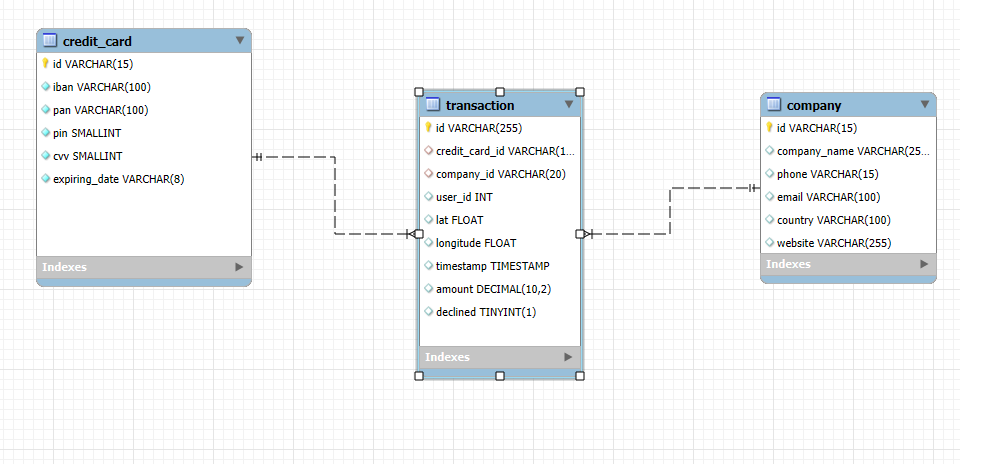 credit_card
id VARCHAR(15)
iban VARCHAR(100)
pan VARCHAR(100)
pin SMALLINT
cvv SMALLINT
expiring_date VARCHAR(8)
Indexes
transaction
id VARCHAR(255)
credit_card_id VARCHAR(1...
company_id VARCHAR(20)
user_id INT
lat FLOAT
longitude FLOAT
timestamp TIMESTAMP
amount DECIMAL(10,2)
declined TINYINT(1)
Indexes
company
id VARCHAR(15)
company_name VARCHAR(25...
phone VARCHAR(15)
email VARCHAR(100)
country VARCHAR(100)
website VARCHAR(255)
Indexes